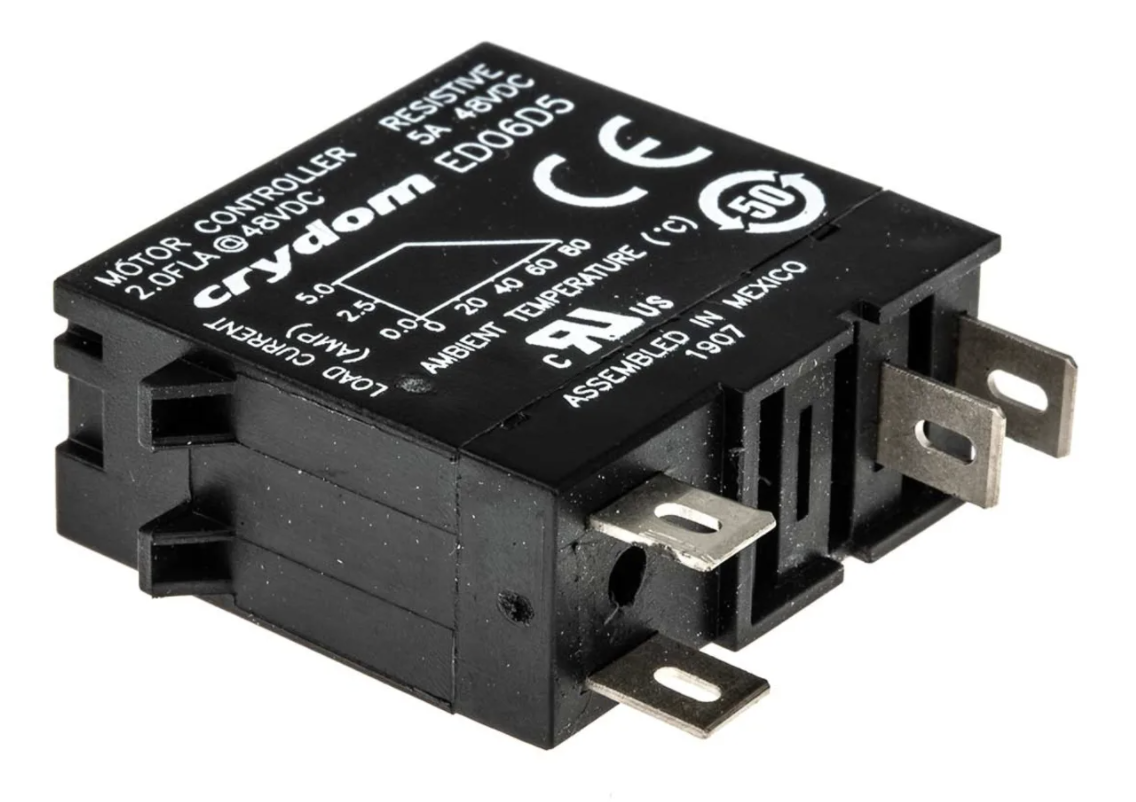 MOTOR CONTROLLER
2.0FLA @48VDC
RESISTIVE
5A 48VDC
crydom ED06D5
CE
50
5.0
2.5
0.0
0 20 40 60 80
LOAD CURRENT
(AMP)
AMBIENT TEMPERATURE (°C)
c RU US
ASSEMBLED IN MEXICO
1907